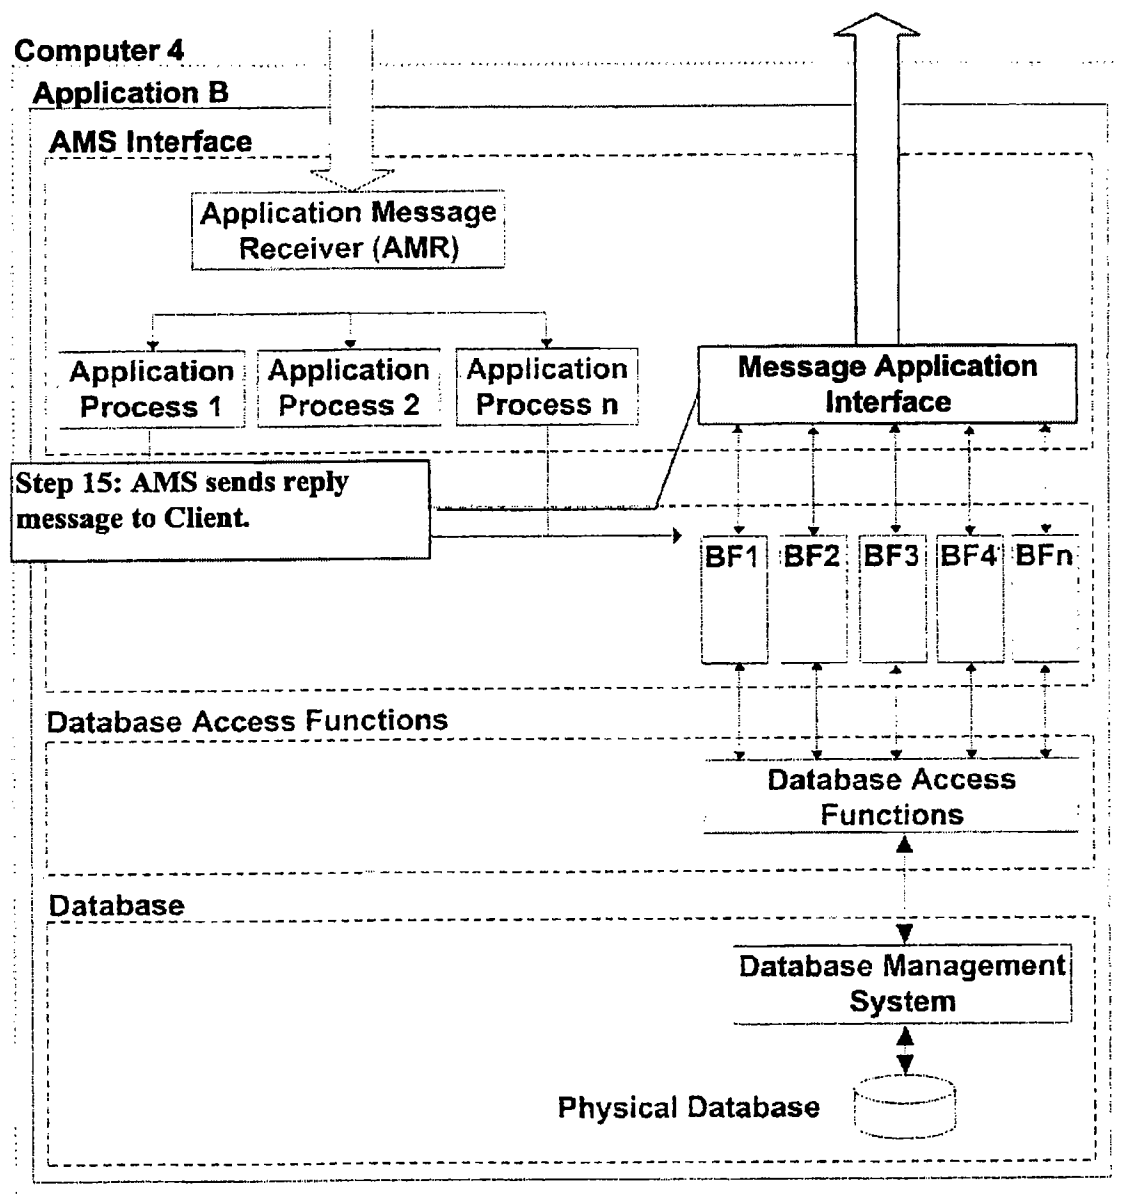 Computer 4
Application B
AMS Interface
Application Message
Receiver (AMR)
Application
Process 1
Application
Process 2
Application
Process n
Message Application
Interface
Step 15: AMS sends reply
message to Client.
BF1
BF2
BF3
BF4
BFn
Database Access Functions
Database Access
Functions
Database
Database Management
System
Physical Database